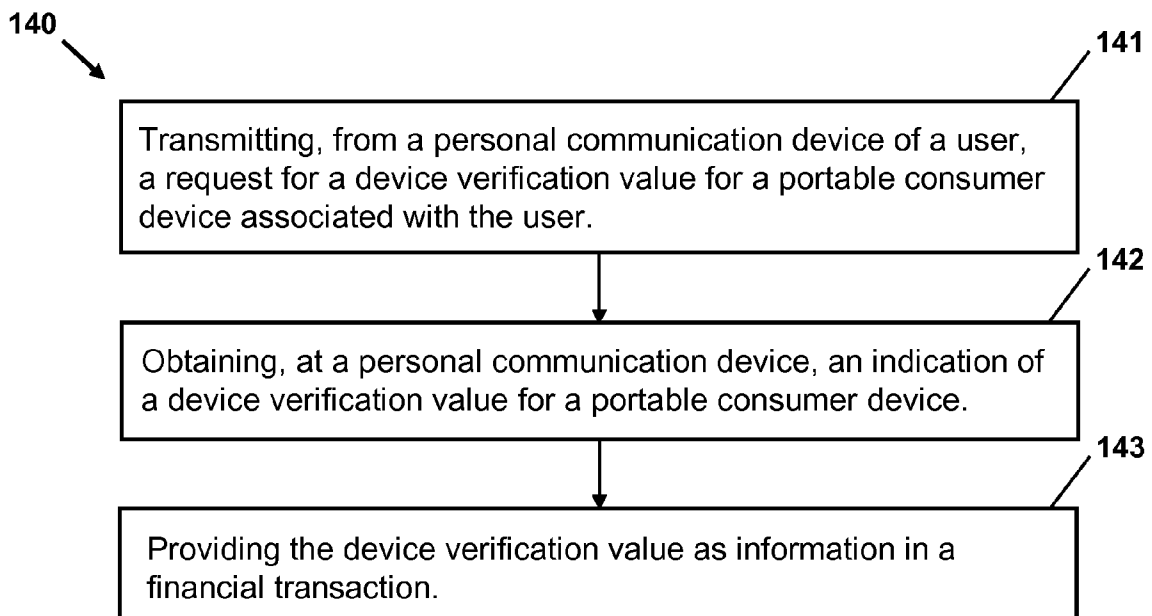 140
141
Transmitting, from a personal communication device of a user,
a request for a device verification value for a portable consumer
device associated with the user.
142
Obtaining, at a personal communication device, an indication of
a device verification value for a portable consumer device.
143
Providing the device verification value as information in a
financial transaction.